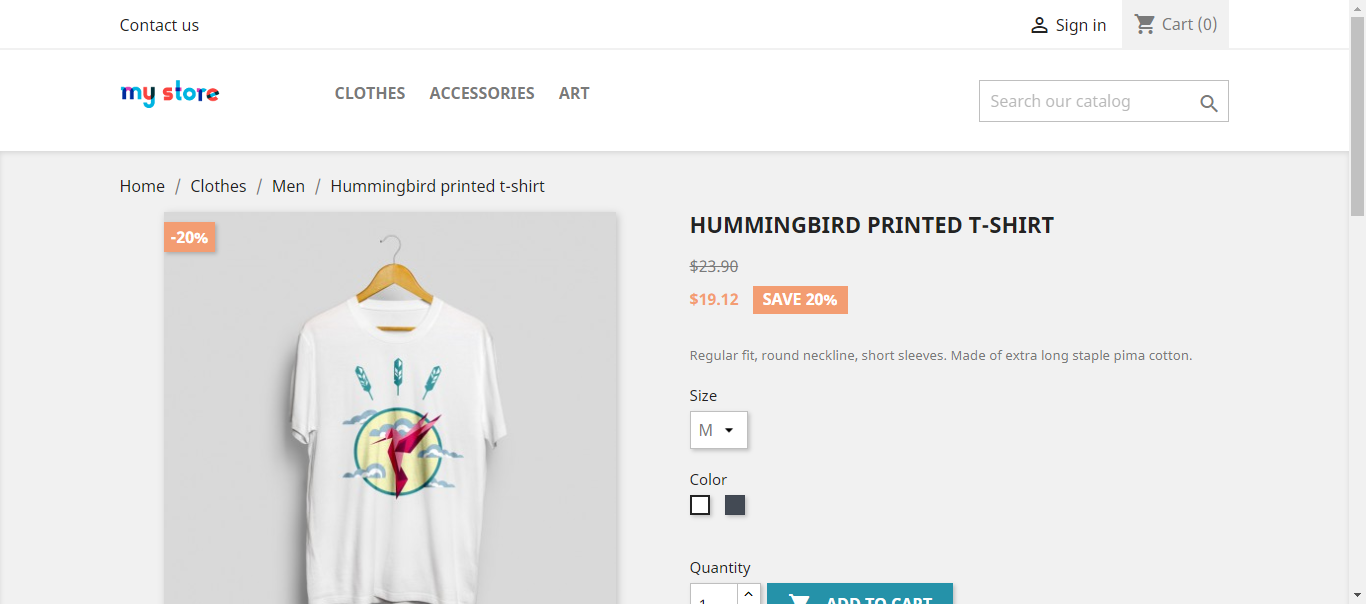 Contact us
Sign in
Cart (0)
my store
CLOTHES
ACCESSORIES
ART
Search our catalog
Home / Clothes / Men / Hummingbird printed t-shirt
-20%
HUMMINGBIRD PRINTED T-SHIRT
$23.90
$19.12 SAVE 20%
Regular fit, round neckline, short sleeves. Made of extra long staple pima cotton.
Size
M
Color
Quantity
1
ADD TO CART